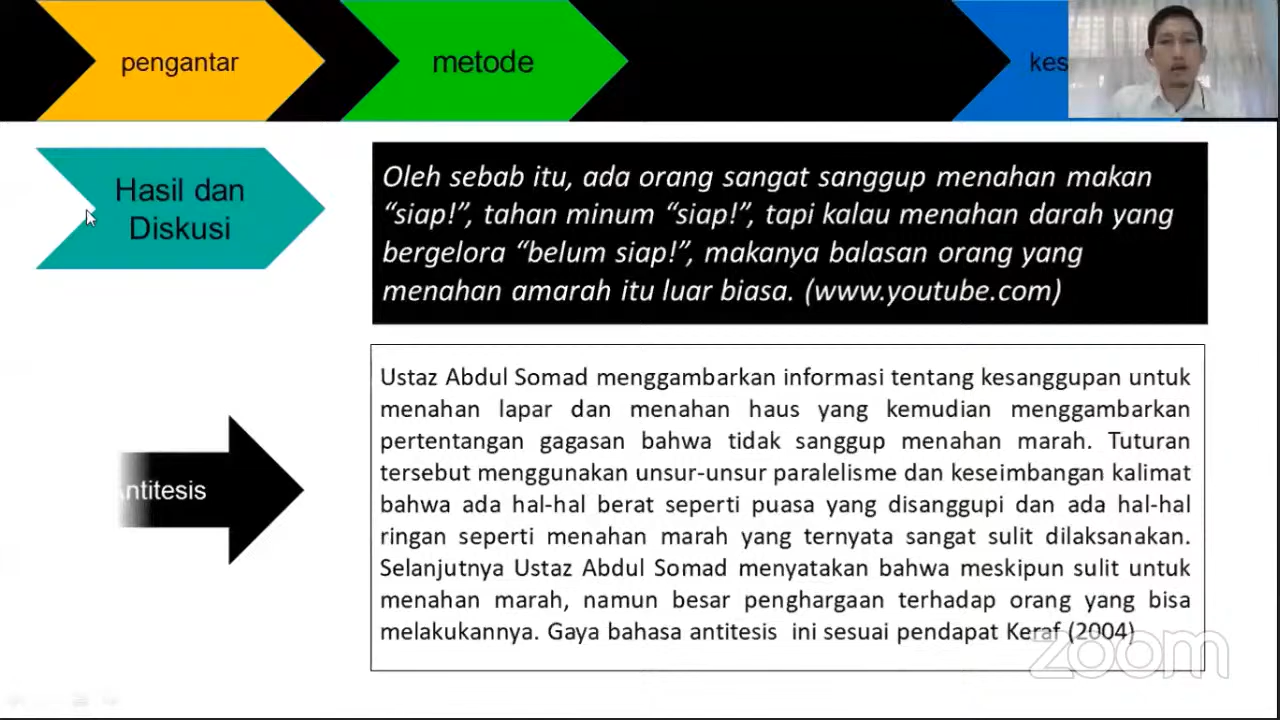 pengantar
metode
kes
Hasil dan
Diskusi
Oleh sebab itu, ada orang sangat sanggup menahan makan
“siap!”, tahan minum “siap!”, tapi kalau menahan darah yang
bergelora “belum siap!”, makanya balasan orang yang
menahan amarah itu luar biasa. (www.youtube.com)
Antitesis
Ustaz Abdul Somad menggambarkan informasi tentang kesanggupan untuk
menahan lapar dan menahan haus yang kemudian menggambarkan
pertentangan gagasan bahwa tidak sanggup menahan marah. Tuturan
tersebut menggunakan unsur-unsur paralelisme dan keseimbangan kalimat
bahwa ada hal-hal berat seperti puasa yang disanggupi dan ada hal-hal
ringan seperti menahan marah yang ternyata sangat sulit dilaksanakan.
Selanjutnya Ustaz Abdul Somad menyatakan bahwa meskipun sulit untuk
menahan marah, namun besar penghargaan terhadap orang yang bisa
melakukannya. Gaya bahasa antitesis ini sesuai pendapat Keraf (2004)
zoom